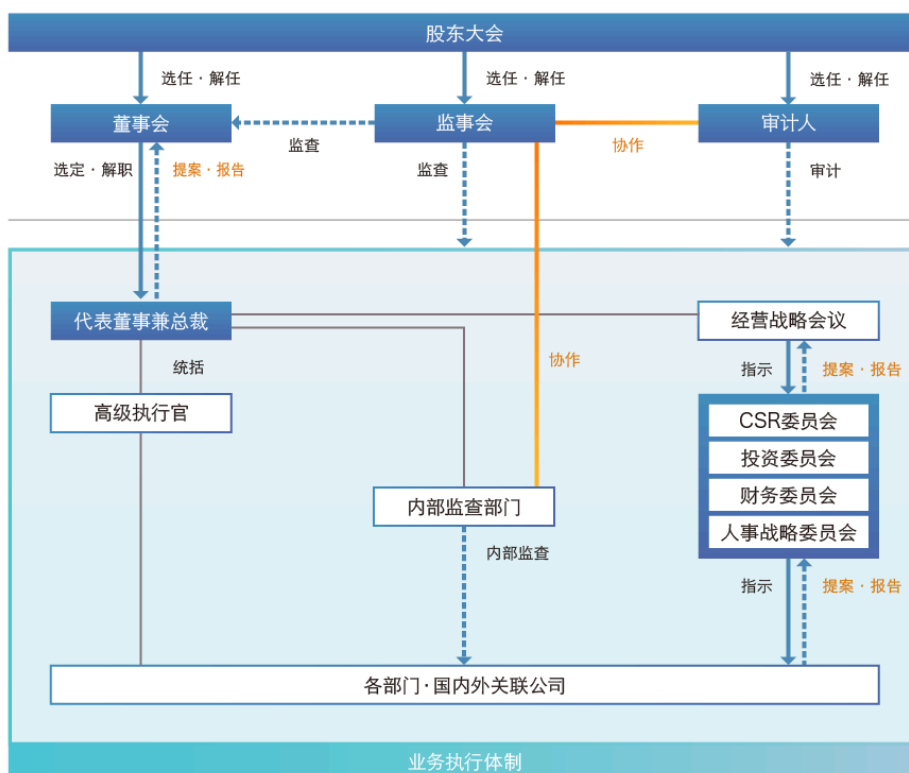 股东大会
选任·解任
选任·解任
选任·解任
董事会
监事会
审计人
监查
协作
选定·解职
提案·报告
监查
审计
代表董事兼总裁
经营战略会议
统括
协作
指示
提案·报告
高级执行官
CSR委员会
投资委员会
财务委员会
人事战略委员会
内部监查部门
内部监查
指示
提案·报告
各部门·国内外关联公司
业务执行体制